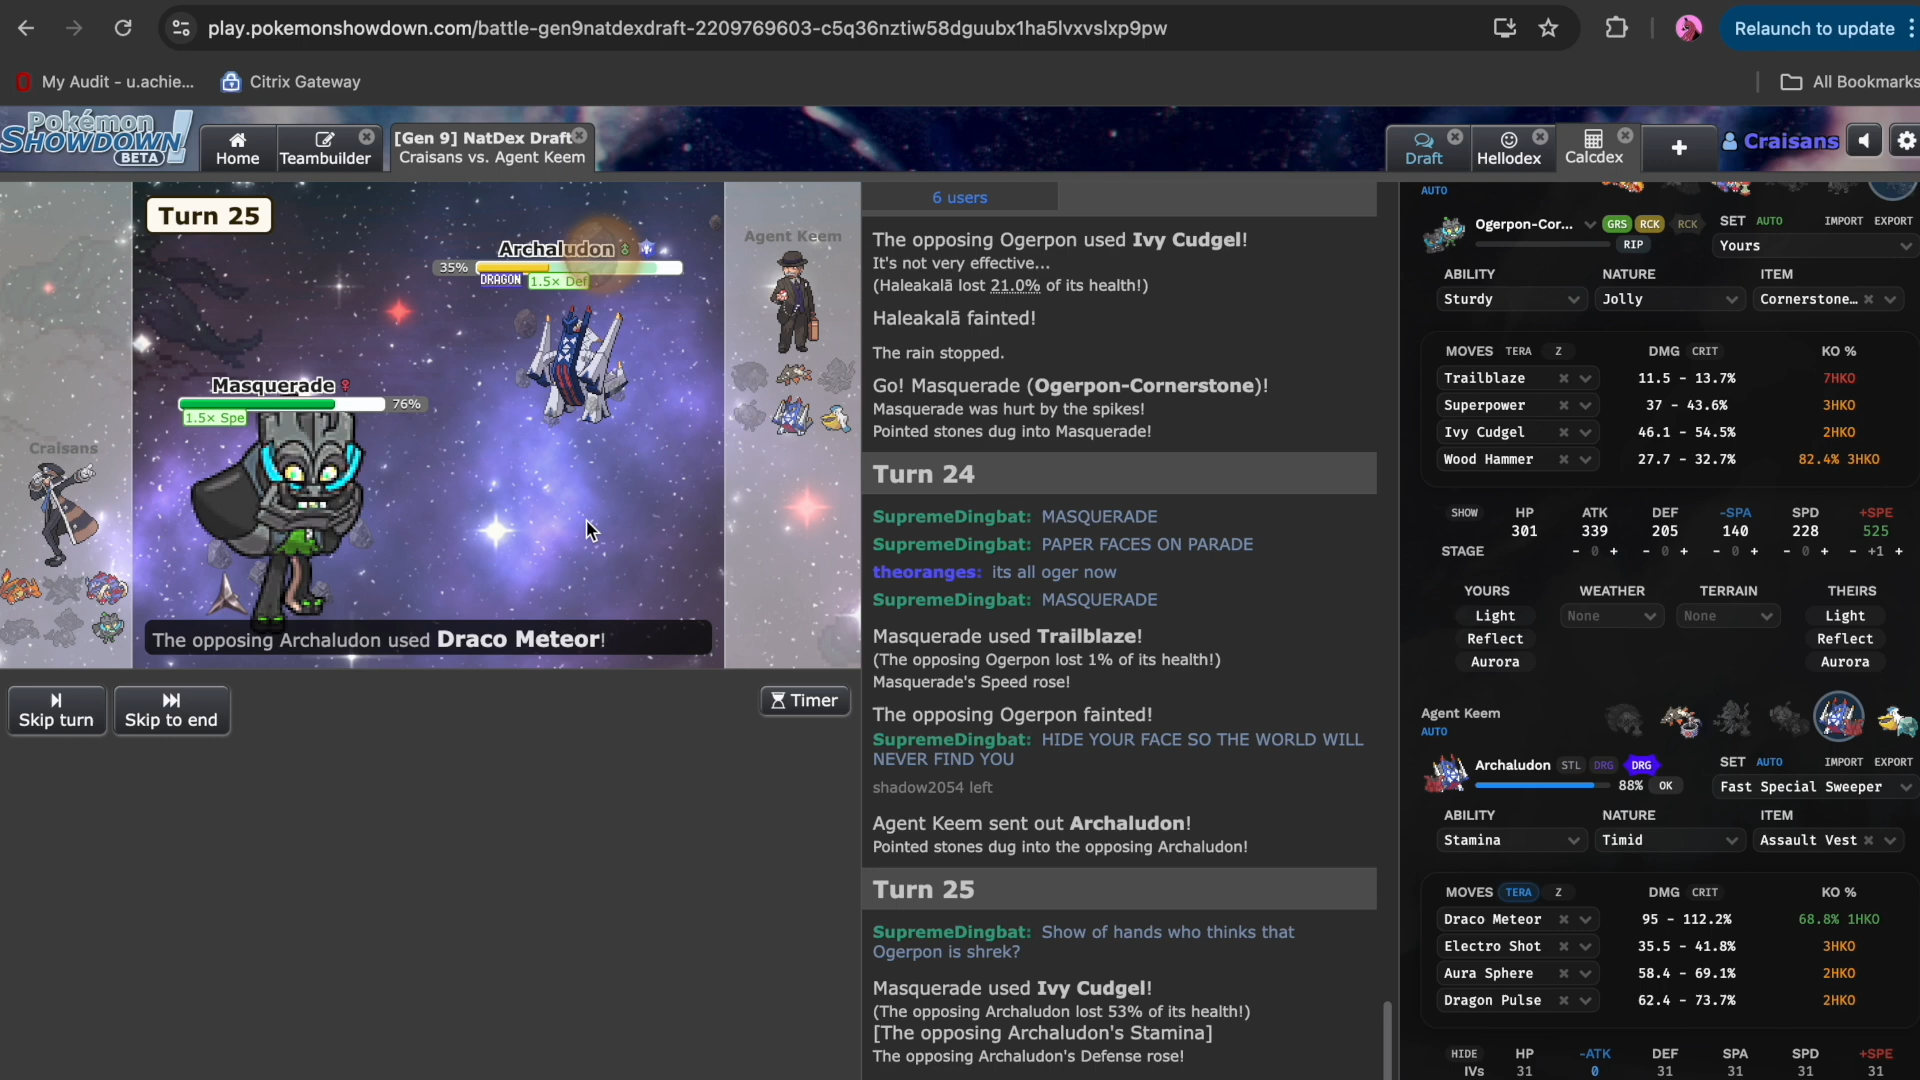 play.pokemonshowdown.com/battle-gen9natdexdraft-2209769603-c5q36nztiw58dguubx1ha5lvxvslxp9pw
Relaunch to update
My Audit - u.achie...
Citrix Gateway
All Bookmarks
Pokémon
SHOWDOWN
BETA
Home
Teambuilder
[Gen 9] NatDex Draft
Craisans vs. Agent Keem
Draft
Hellodex
Calcdex
+
Craisans
Turn 25
Archaludon
35%
DRAGON
1.5× Def
Masquerade
76%
1.5× Spe
Craisans
Agent Keem
The opposing Archaludon used Draco Meteor!
Skip turn
Skip to end
Timer
6 users
The opposing Ogerpon used Ivy Cudgel!
It's not very effective...
(Haleakalā lost 21.0% of its health!)
Haleakalā fainted!
The rain stopped.
Go! Masquerade (Ogerpon-Cornerstone)!
Masquerade was hurt by the spikes!
Pointed stones dug into Masquerade!
Turn 24
SupremeDingbat: MASQUERADE
SupremeDingbat: PAPER FACES ON PARADE
theoranges: its all oger now
SupremeDingbat: MASQUERADE
Masquerade used Trailblaze!
(The opposing Ogerpon lost 1% of its health!)
Masquerade's Speed rose!
The opposing Ogerpon fainted!
SupremeDingbat: HIDE YOUR FACE SO THE WORLD WILL
NEVER FIND YOU
shadow2054 left
Agent Keem sent out Archaludon!
Pointed stones dug into the opposing Archaludon!
Turn 25
SupremeDingbat: Show of hands who thinks that
Ogerpon is shrek?
Masquerade used Ivy Cudgel!
(The opposing Archaludon lost 53% of its health!)
[The opposing Archaludon's Stamina]
The opposing Archaludon's Defense rose!
AUTO
Ogerpon-Cor... GRS RCK RCK SET AUTO IMPORT EXPORT
RIP Yours
ABILITY NATURE ITEM
Sturdy Jolly Cornerstone...
MOVES TERA Z DMG CRIT KO %
Trailblaze 11.5 - 13.7% 7HKO
Superpower 37 - 43.6% 3HKO
Ivy Cudgel 46.1 - 54.5% 2HKO
Wood Hammer 27.7 - 32.7% 82.4% 3HKO
SHOW HP ATK DEF -SPA SPD +SPE
301 339 205 140 228 525
STAGE - 0 + - 0 + - 0 + - 0 + - +1 +
YOURS WEATHER TERRAIN THEIRS
Light None None Light
Reflect Reflect
Aurora Aurora
Agent Keem
AUTO
Archaludon STL DRG DRG SET AUTO IMPORT EXPORT
88% OK Fast Special Sweeper
ABILITY NATURE ITEM
Stamina Timid Assault Vest
MOVES TERA Z DMG CRIT KO %
Draco Meteor 95 - 112.2% 68.8% 1HKO
Electro Shot 35.5 - 41.8% 3HKO
Aura Sphere 58.4 - 69.1% 2HKO
Dragon Pulse 62.4 - 73.7% 2HKO
HIDE HP -ATK DEF SPA SPD +SPE
IVs 31 0 31 31 31 31